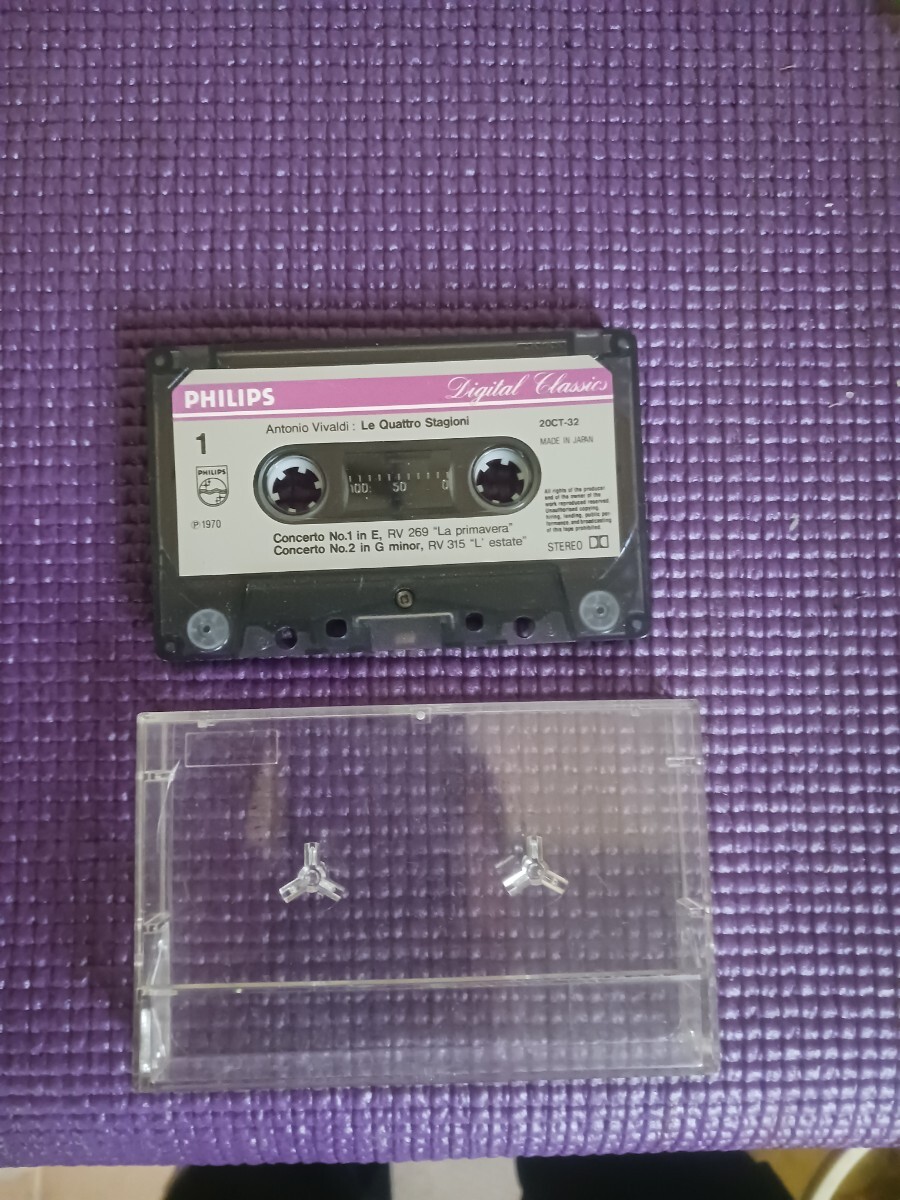 PHILIPS Digital Classics
Antonio Vivaldi : Le Quattro Stagioni
20CT-32
1
MADE IN JAPAN
PHILIPS
100 50 0
℗ 1970
All rights of the producer
and of the owner of the
work reproduced reserved.
Unauthorised copying,
hiring, lending, public per-
formance, and broadcasting
of this tape prohibited.
Concerto No.1 in E, RV 269 "La primavera"
Concerto No.2 in G minor, RV 315 "L' estate"
STEREO